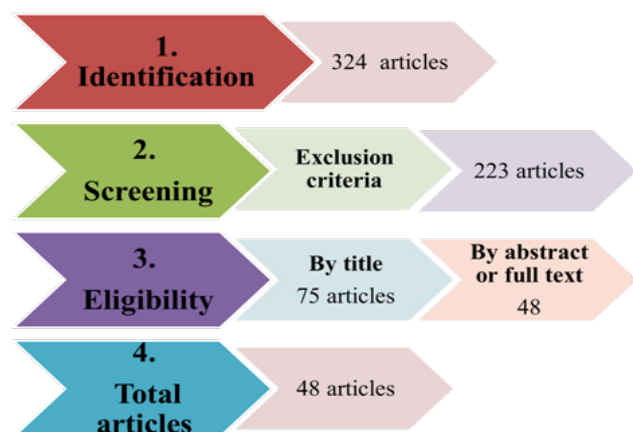 1.
Identification
324 articles
2.
Screening
Exclusion
criteria
223 articles
3.
Eligibility
By title
75 articles
By abstract
or full text
48
4.
Total
articles
48 articles